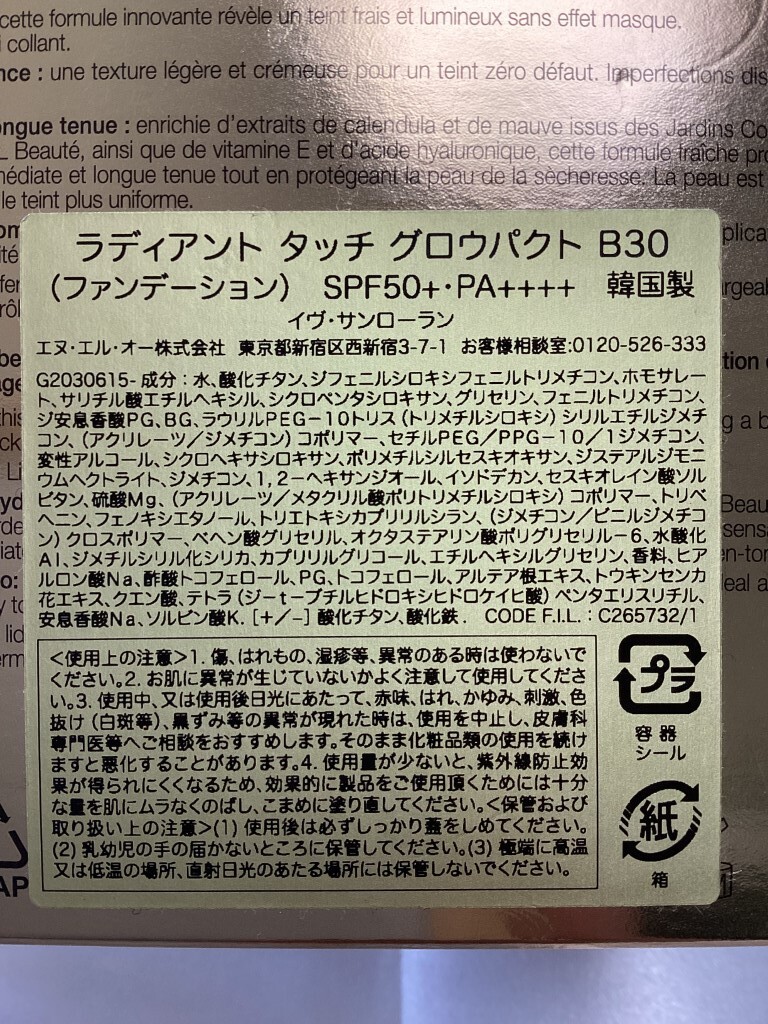 cette formule innovante révèle un teint frais et lumineux sans effet masque.
collant.
nce : une texture légère et crémeuse pour un teint zéro défaut. Imperfections dis
ongue tenue : enrichie d'extraits de calendula et de mauve issus des Jardins Co
L Beauté, ainsi que de vitamine E et d'acide hyaluronique, cette formule fraîche pro
médiate et longue tenue tout en protégeant la peau de la sècheresse. La peau est
le teint plus uniforme.
ラディアント タッチ グロウパクト B30
(ファンデーション) SPF50+・PA++++ 韓国製
イヴ・サンローラン
エヌ・エル・オー株式会社 東京都新宿区西新宿3-7-1 お客様相談室:0120-526-333
G2030615- 成分：水、酸化チタン、ジフェニルシロキシフェニルトリメチコン、ホモサレー
ト、サリチル酸エチルヘキシル、シクロペンタシロキサン、グリセリン、フェニルトリメチコン、
ジ安息香酸PG、BG、ラウリルPEG－10トリス（トリメチルシロキシ）シリルエチルジメチ
コン、（アクリレーツ／ジメチコン）コポリマー、セチルPEG／PPG－10／1ジメチコン、
変性アルコール、シクロヘキサシロキサン、ポリメチルシルセスキオキサン、ジステアルジモニ
ウムヘクトライト、ジメチコン、1，2－ヘキサンジオール、イソドデカン、セスキオレイン酸ソル
ビタン、硫酸Mg、（アクリレーツ／メタクリル酸ポリトリメチルシロキシ）コポリマー、トリベ
ヘニン、フェノキシエタノール、トリエトキシカプリリルシラン、（ジメチコン／ビニルジメチコ
ン）クロスポリマー、ベヘン酸グリセリル、オクタステアリン酸ポリグリセリル－6、水酸化
Al、ジメチルシリル化シリカ、カプリリルグリコール、エチルヘキシルグリセリン、香料、ヒア
ルロン酸Na、酢酸トコフェロール、PG、トコフェロール、アルテア根エキス、トウキンセンカ
花エキス、クエン酸、テトラ（ジ－t－ブチルヒドロキシヒドロケイヒ酸）ペンタエリスリチル、
安息香酸Na、ソルビン酸K．［+／−］酸化チタン、酸化鉄． CODE F.I.L. : C265732/1
＜使用上の注意＞1. 傷、はれもの、湿疹等、異常のある時は使わないで
ください。2. お肌に異常が生じていないかよく注意して使用してくださ
い。3. 使用中、又は使用後日光にあたって、赤味、はれ、かゆみ、刺激、色
抜け（白斑等）、黒ずみ等の異常が現れた時は、使用を中止し、皮膚科
専門医等へご相談をおすすめします。そのまま化粧品類の使用を続け
ますと悪化することがあります。4. 使用量が少ないと、紫外線防止効
果が得られにくくなるため、効果的に製品をご使用頂くためには十分
な量を肌にムラなくのばし、こまめに塗り直してください。＜保管および
取り扱い上の注意＞(1) 使用後は必ずしっかり蓋をしめてください。
(2) 乳幼児の手の届かないところに保管してください。(3) 極端に高温
又は低温の場所、直射日光のあたる場所には保管しないでください。
プラ
容器
シール
紙
箱